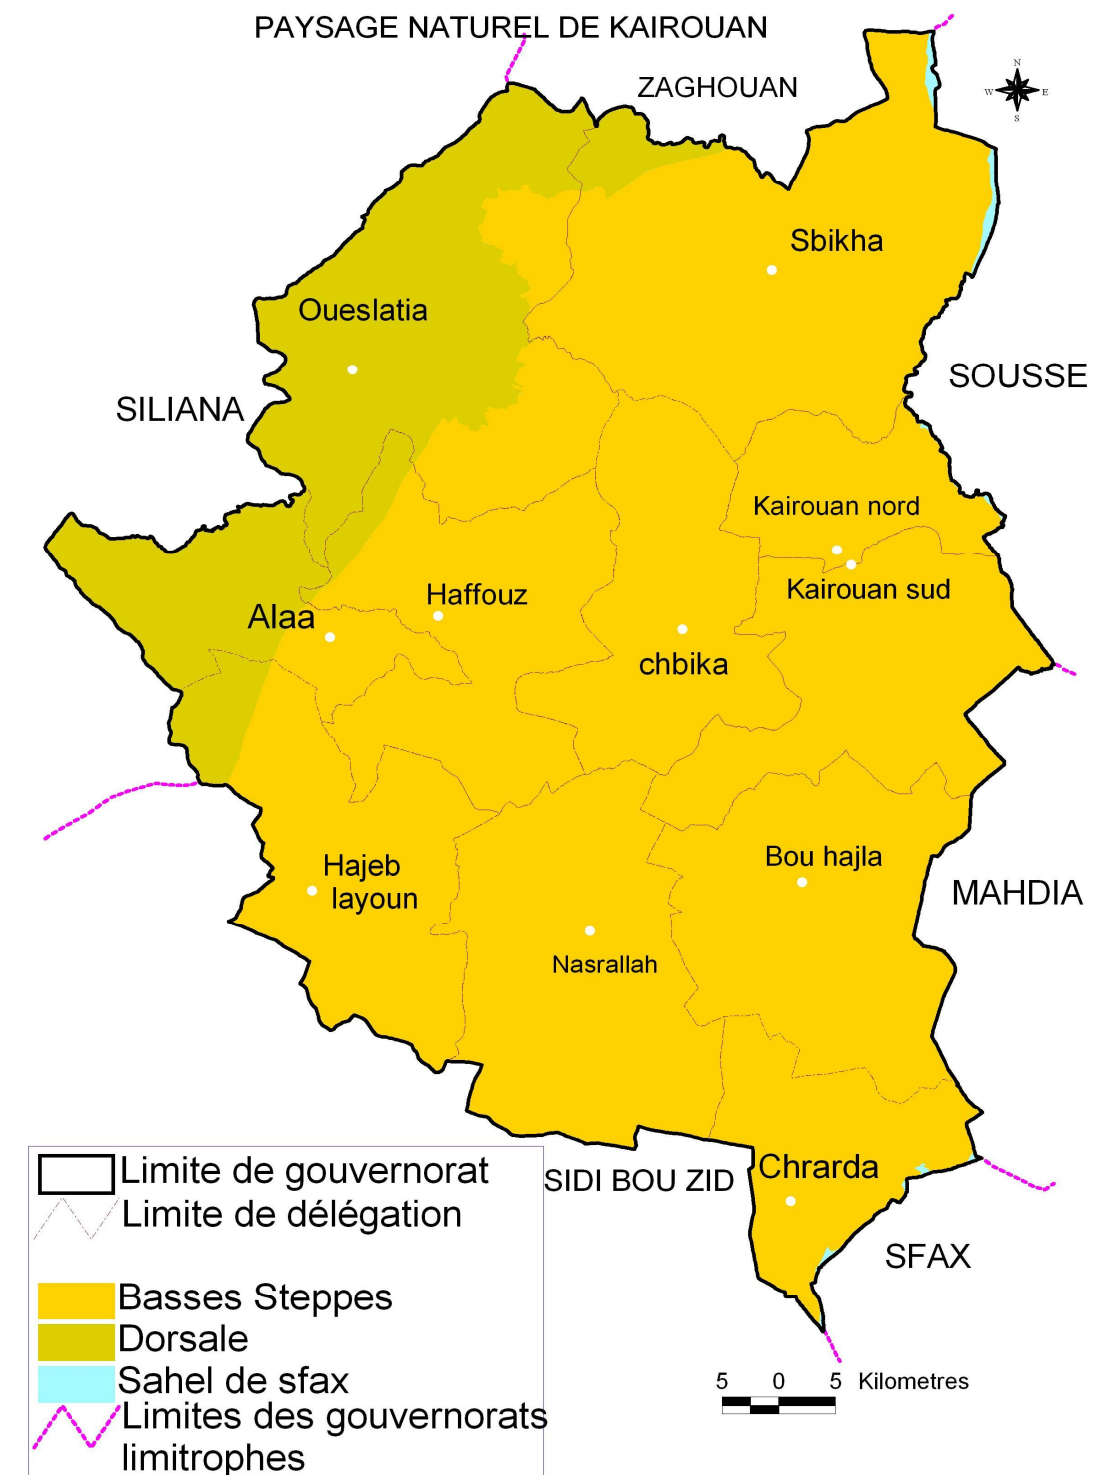 PAYSAGE NATUREL DE KAIROUAN
ZAGHOUAN
N
W E
S
Sbikha
Oueslatia
SOUSSE
SILIANA
Kairouan nord
Kairouan sud
Haffouz
Alaa
chbika
Bou hajla
Hajeb
layoun
MAHDIA
Nasrallah
Chrarda
SIDI BOU ZID
SFAX
Limite de gouvernorat
Limite de délégation
Basses Steppes
Dorsale
Sahel de sfax
Limites des gouvernorats
limitrophes
5 0 5 Kilometres